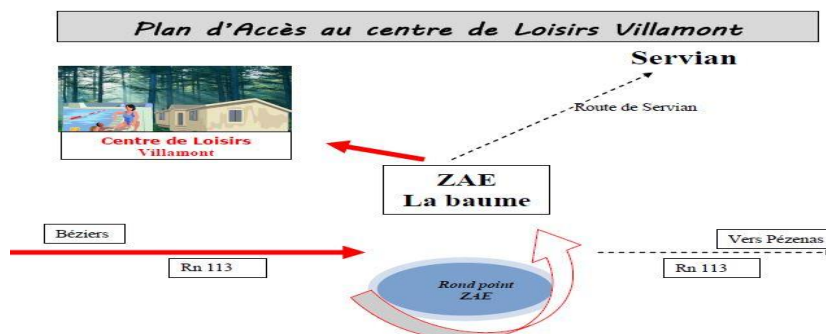 Plan d'Accès au centre de Loisirs Villamont
Servian
Route de Servian
Centre de Loisirs
Villamont
ZAE
La baume
Béziers
Vers Pézenas
Rn 113
Rn 113
Rond point
ZAE